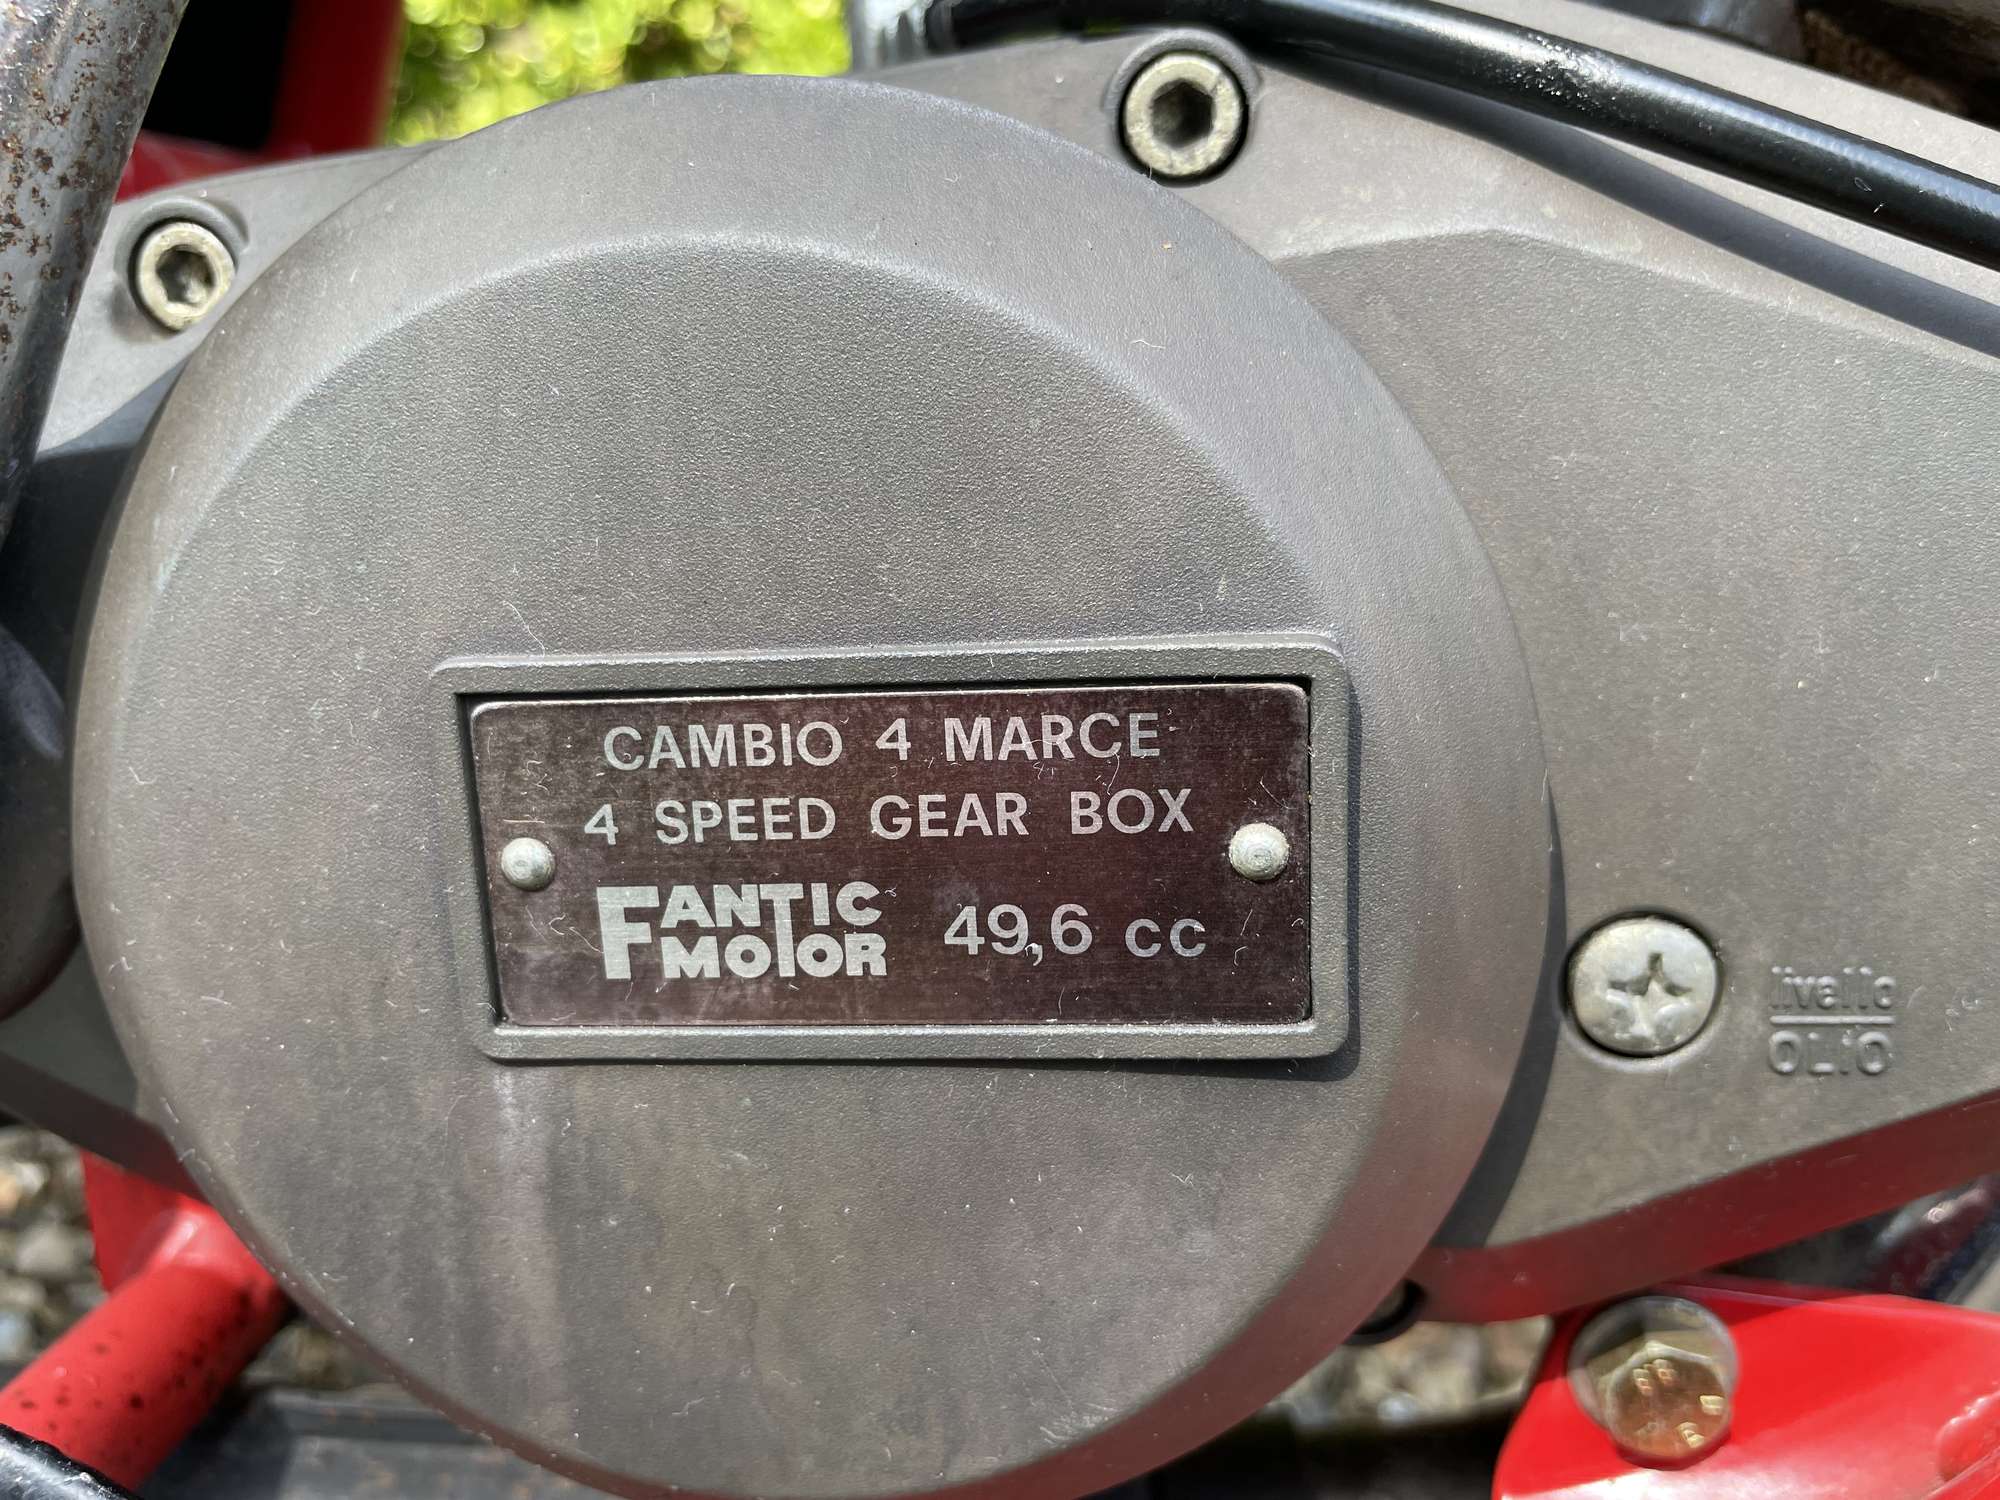 CAMBIO 4 MARCE
4 SPEED GEAR BOX
FANTIC MOTOR 49,6 cc
livello
OLIO